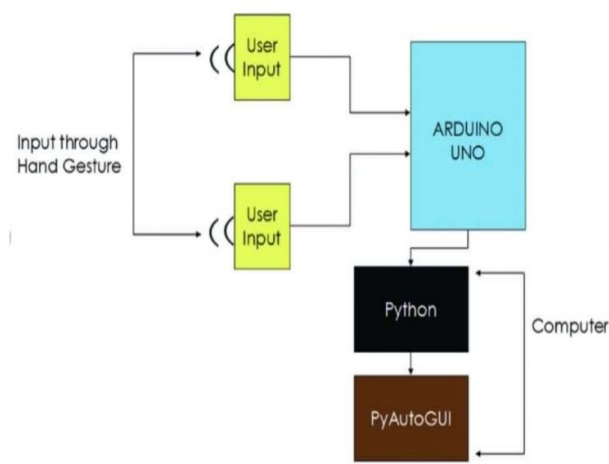 User
Input
ARDUINO
UNO
Input through
Hand Gesture
User
Input
Python
Computer
PyAutoGUI